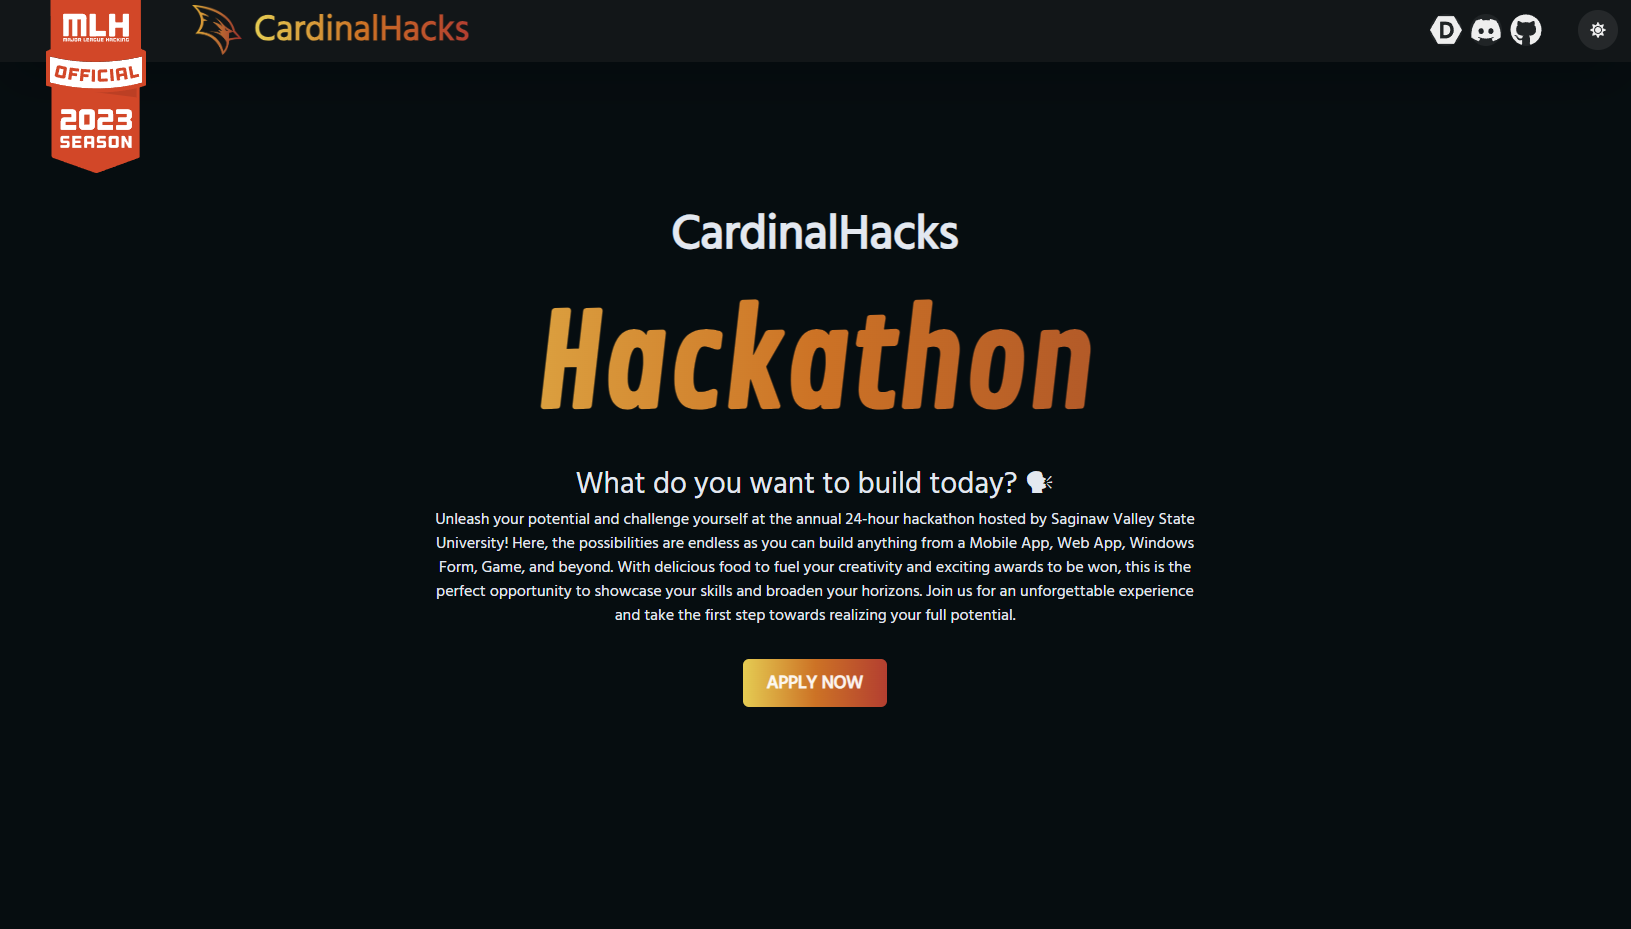 MLH
MAJOR LEAGUE HACKING
OFFICIAL
2023
SEASON
CardinalHacks
D
CardinalHacks
Hackathon
What do you want to build today? 🗣
Unleash your potential and challenge yourself at the annual 24-hour hackathon hosted by Saginaw Valley State
University! Here, the possibilities are endless as you can build anything from a Mobile App, Web App, Windows
Form, Game, and beyond. With delicious food to fuel your creativity and exciting awards to be won, this is the
perfect opportunity to showcase your skills and broaden your horizons. Join us for an unforgettable experience
and take the first step towards realizing your full potential.
APPLY NOW